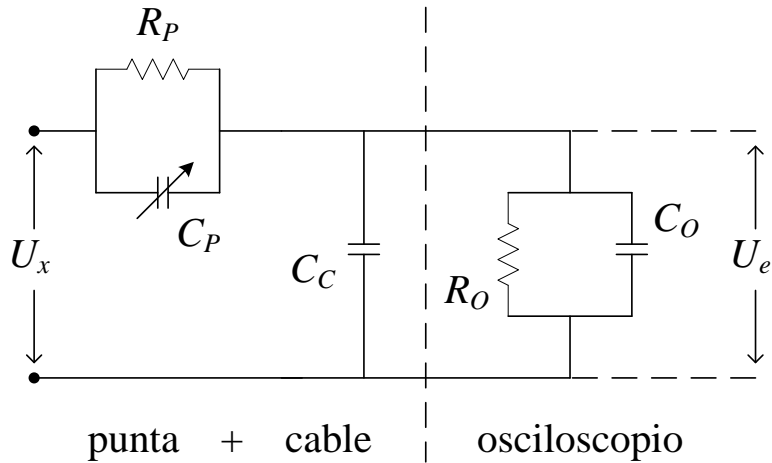 R_P
C_P
U_x
C_C
R_O
C_O
U_e
punta + cable
osciloscopio